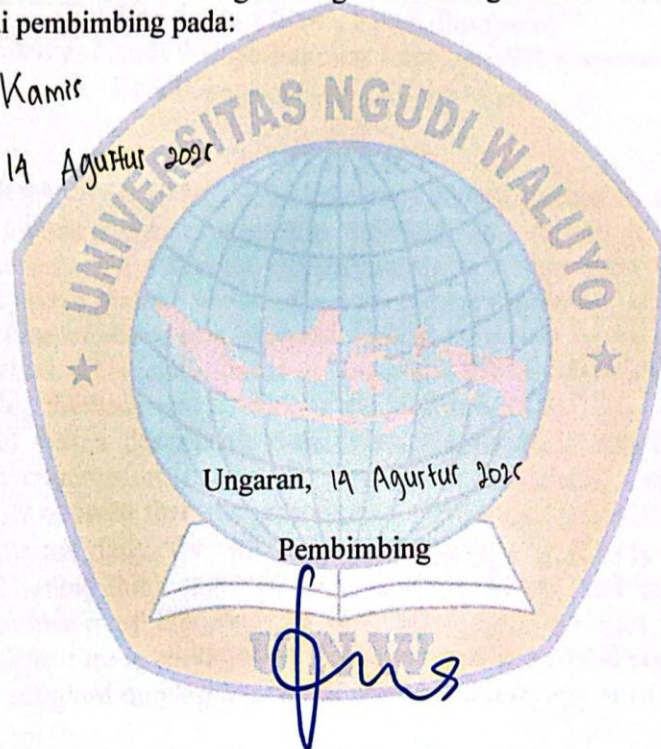 i pembimbing pada:
Kamis
14 Agustus 2025
UNIVERSITAS NGUDI WALUYO
Ungaran, 14 Agustus 2025
Pembimbing
U N W